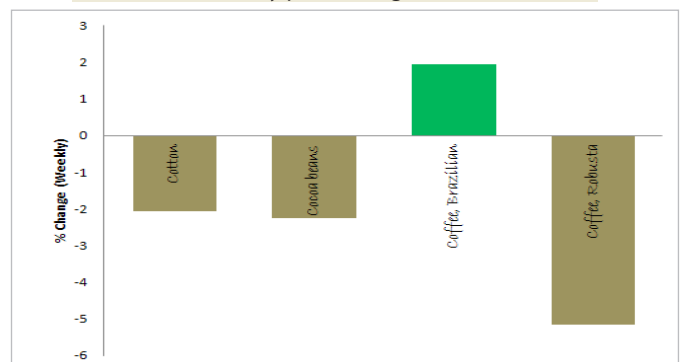 3
2
1
0
-1
-2
-3
-4
-5
-6
% Change (Weekly)
Cotton
Cocoa beans
Coffee, Brazilian
Coffee, Robusta